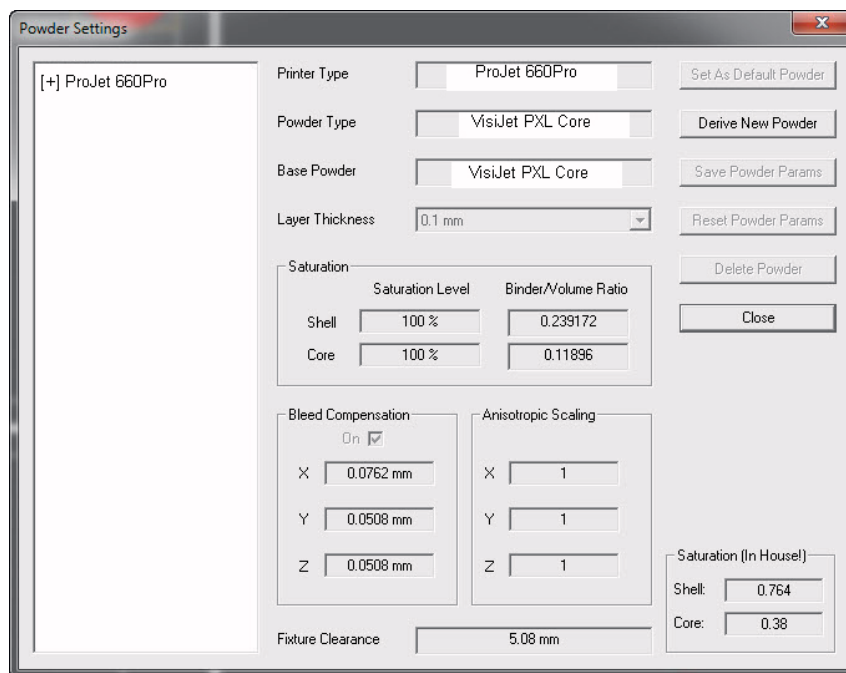 Powder Settings
[+] ProJet 660Pro
Printer Type ProJet 660Pro
Set As Default Powder
Powder Type VisiJet PXL Core
Derive New Powder
Base Powder VisiJet PXL Core
Save Powder Params
Layer Thickness 0.1 mm
Reset Powder Params
Delete Powder
Close
Saturation
Saturation Level Binder/Volume Ratio
Shell 100 % 0.239172
Core 100 % 0.11896
Bleed Compensation
On
X 0.0762 mm
Y 0.0508 mm
Z 0.0508 mm
Anisotropic Scaling
X 1
Y 1
Z 1
Saturation (In House!)
Shell: 0.764
Core: 0.38
Fixture Clearance 5.08 mm